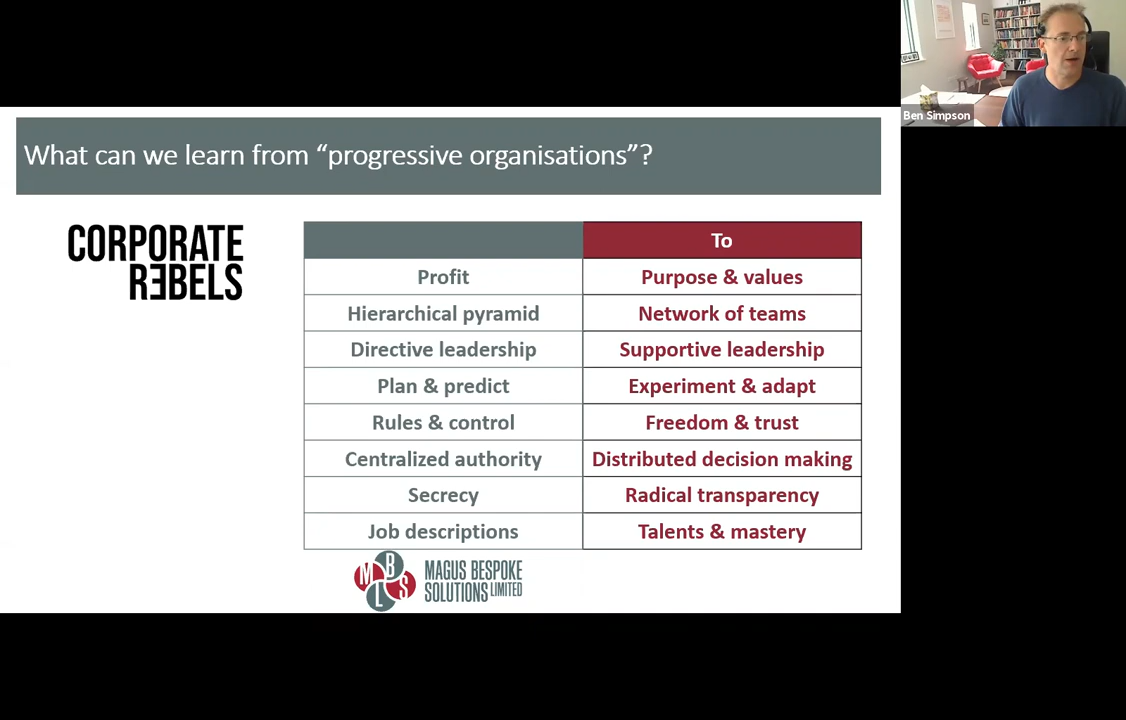 Ben Simpson
What can we learn from “progressive organisations”?
CORPORATE
REBELS
To
Profit Purpose & values
Hierarchical pyramid Network of teams
Directive leadership Supportive leadership
Plan & predict Experiment & adapt
Rules & control Freedom & trust
Centralized authority Distributed decision making
Secrecy Radical transparency
Job descriptions Talents & mastery
M B L S
MAGUS BESPOKE
SOLUTIONS LIMITED